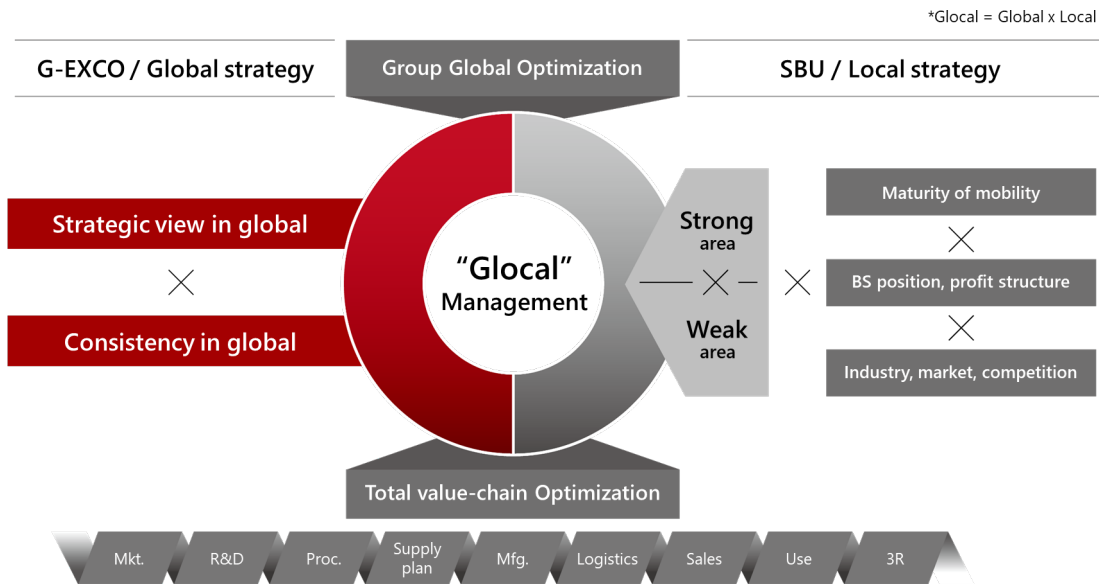 *Glocal = Global x Local
G-EXCO / Global strategy
Group Global Optimization
SBU / Local strategy
Strategic view in global
Consistency in global
“Glocal”
Management
Strong
area
Weak
area
Maturity of mobility
BS position, profit structure
Industry, market, competition
Total value-chain Optimization
Mkt.
R&D
Proc.
Supply
plan
Mfg.
Logistics
Sales
Use
3R